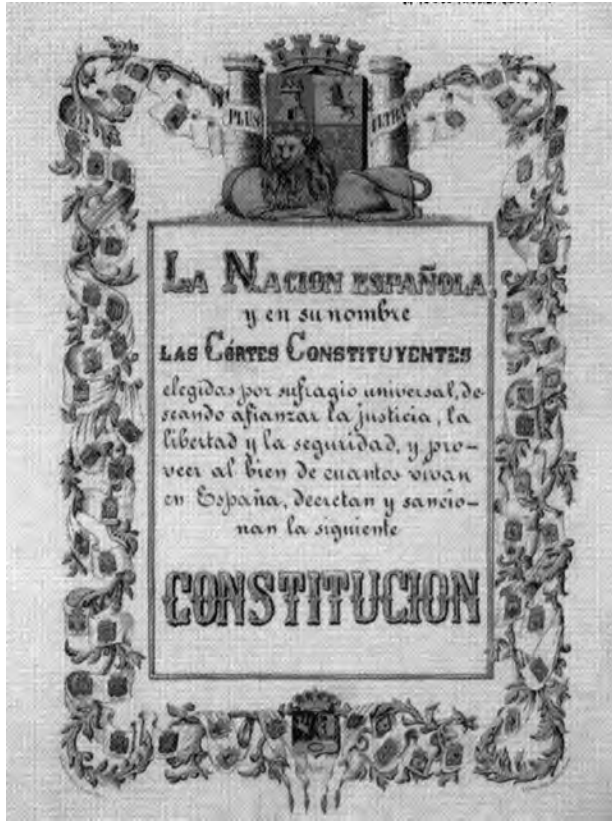 PLUS ULTRA
LA NACION ESPAÑOLA,
y en su nombre
LAS CÓRTES CONSTITUYENTES
elegidas por sufragio universal, de-
seando afianzar la justicia, la
libertad y la seguridad, y pro-
veer al bien de cuantos vivan
en España, decretan y sancio-
nan la siguiente
CONSTITUCION